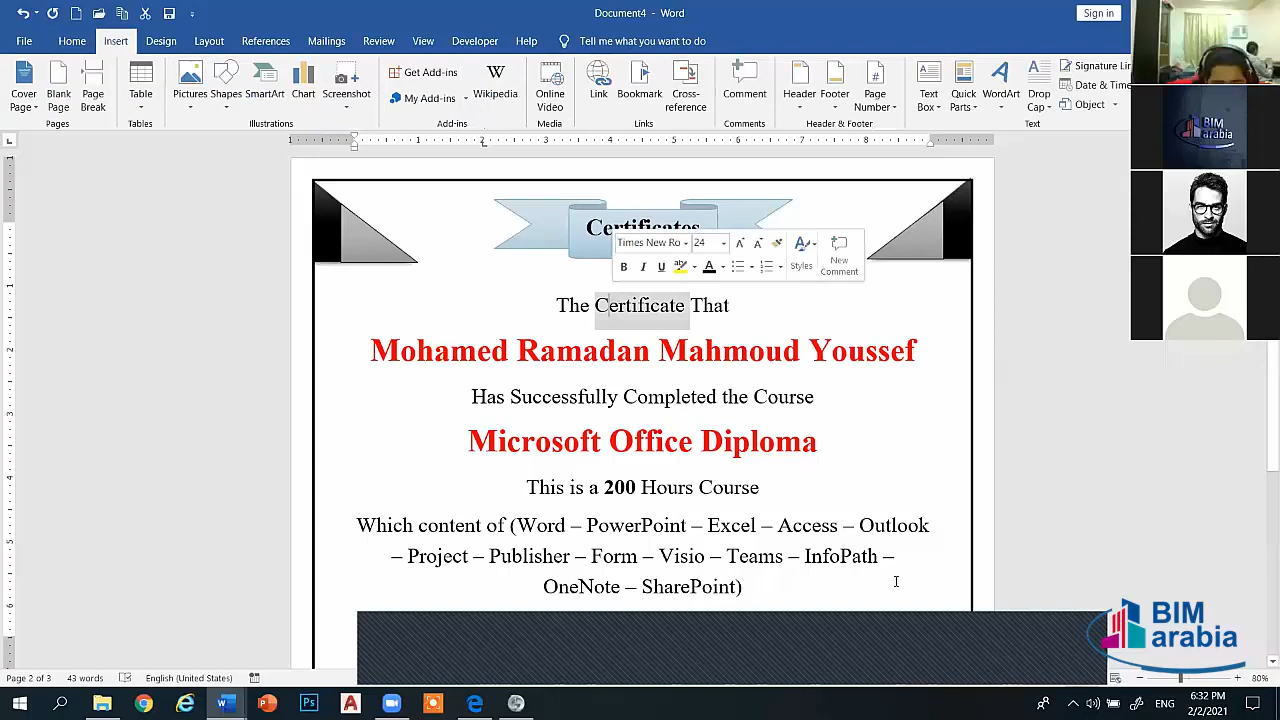 Document4 - Word
Sign in
File Home Insert Design Layout References Mailings Review View Developer Help Tell me what you want to do
Cover Page
Blank Page
Page Break
Pages
Table
Tables
Pictures
Shapes
SmartArt
Chart
Screenshot
Illustrations
Get Add-ins
My Add-ins
Wikipedia
Add-ins
Online Video
Media
Link
Bookmark
Cross-reference
Links
Comment
Comments
Header
Footer
Page Number
Header & Footer
Text Box
Quick Parts
WordArt
Drop Cap
Signature Lin
Date & Time
Object
Text
BIM
arabia
Certificates
Times New Ro 24
B I U
Styles
New Comment
The Certificate That
Mohamed Ramadan Mahmoud Youssef
Has Successfully Completed the Course
Microsoft Office Diploma
This is a 200 Hours Course
Which content of (Word – PowerPoint – Excel – Access – Outlook
– Project – Publisher – Form – Visio – Teams – InfoPath –
OneNote – SharePoint)
BIM
arabia
Page 2 of 3 43 words English (United States) 80%
ENG
6:32 PM
2/2/2021